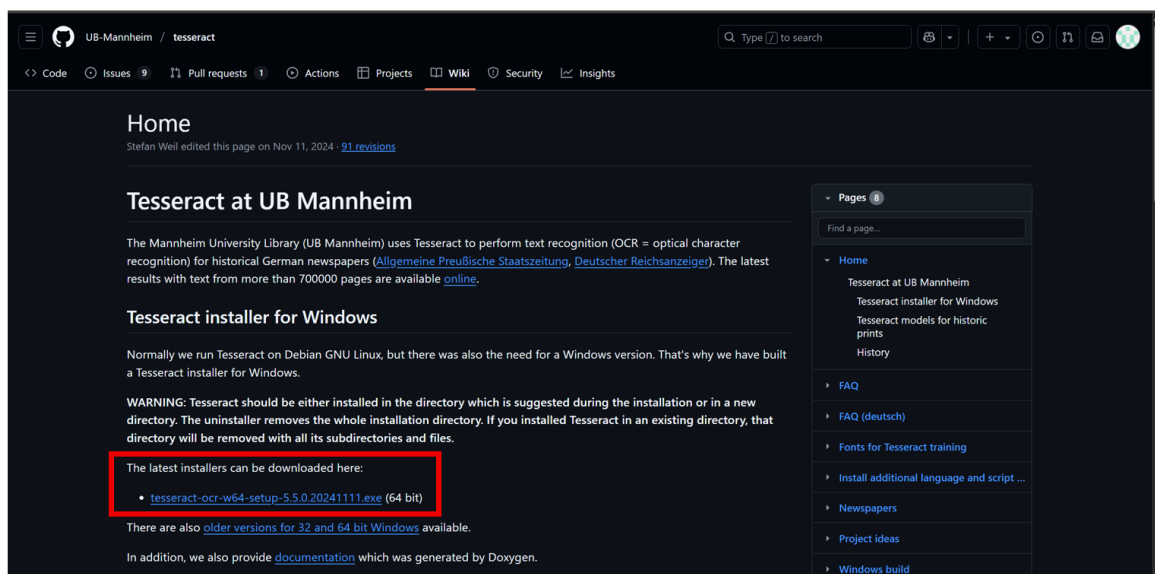 UB-Mannheim / tesseract
Type / to search
Code
Issues 9
Pull requests 1
Actions
Projects
Wiki
Security
Insights
Home
Stefan Weil edited this page on Nov 11, 2024 · 91 revisions
Tesseract at UB Mannheim
The Mannheim University Library (UB Mannheim) uses Tesseract to perform text recognition (OCR = optical character
recognition) for historical German newspapers (Allgemeine Preußische Staatszeitung, Deutscher Reichsanzeiger). The latest
results with text from more than 700000 pages are available online.
Tesseract installer for Windows
Normally we run Tesseract on Debian GNU Linux, but there was also the need for a Windows version. That's why we have built
a Tesseract installer for Windows.
WARNING: Tesseract should be either installed in the directory which is suggested during the installation or in a new
directory. The uninstaller removes the whole installation directory. If you installed Tesseract in an existing directory, that
directory will be removed with all its subdirectories and files.
The latest installers can be downloaded here:
• tesseract-ocr-w64-setup-5.5.0.20241111.exe (64 bit)
There are also older versions for 32 and 64 bit Windows available.
In addition, we also provide documentation which was generated by Doxygen.
Pages 8
Find a page...
Home
Tesseract at UB Mannheim
Tesseract installer for Windows
Tesseract models for historic
prints
History
FAQ
FAQ (deutsch)
Fonts for Tesseract training
Install additional language and script ...
Newspapers
Project ideas
Windows build